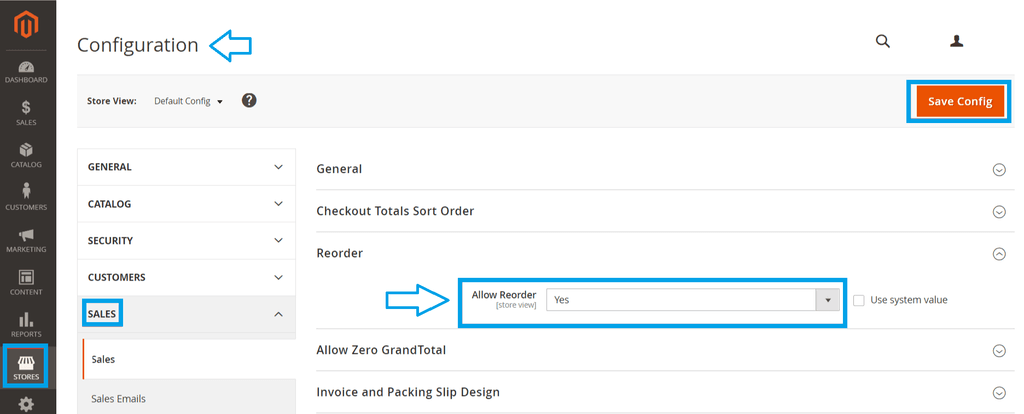 Configuration
DASHBOARD
Store View: Default Config ? Save Config
SALES
CATALOG
CUSTOMERS
MARKETING
CONTENT
REPORTS
STORES
GENERAL
CATALOG
SECURITY
CUSTOMERS
SALES
Sales
Sales Emails
General
Checkout Totals Sort Order
Reorder
Allow Reorder Yes Use system value
[store view]
Allow Zero GrandTotal
Invoice and Packing Slip Design